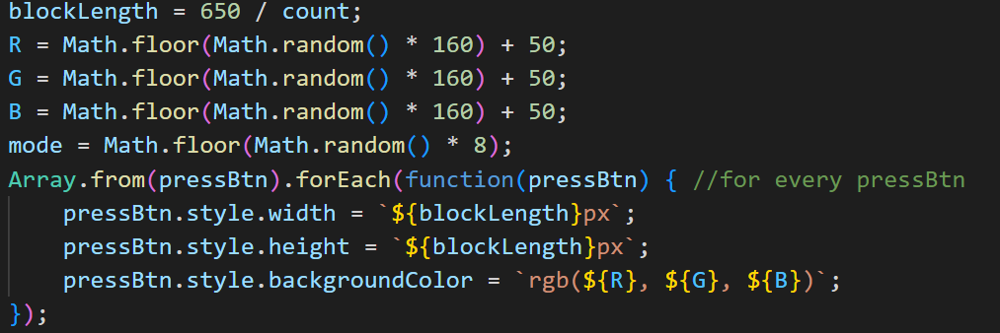 blockLength = 650 / count;
R = Math.floor(Math.random() * 160) + 50;
G = Math.floor(Math.random() * 160) + 50;
B = Math.floor(Math.random() * 160) + 50;
mode = Math.floor(Math.random() * 8);
Array.from(pressBtn).forEach(function(pressBtn) { //for every pressBtn
    pressBtn.style.width = `${blockLength}px`;
    pressBtn.style.height = `${blockLength}px`;
    pressBtn.style.backgroundColor = `rgb(${R}, ${G}, ${B})`;
});